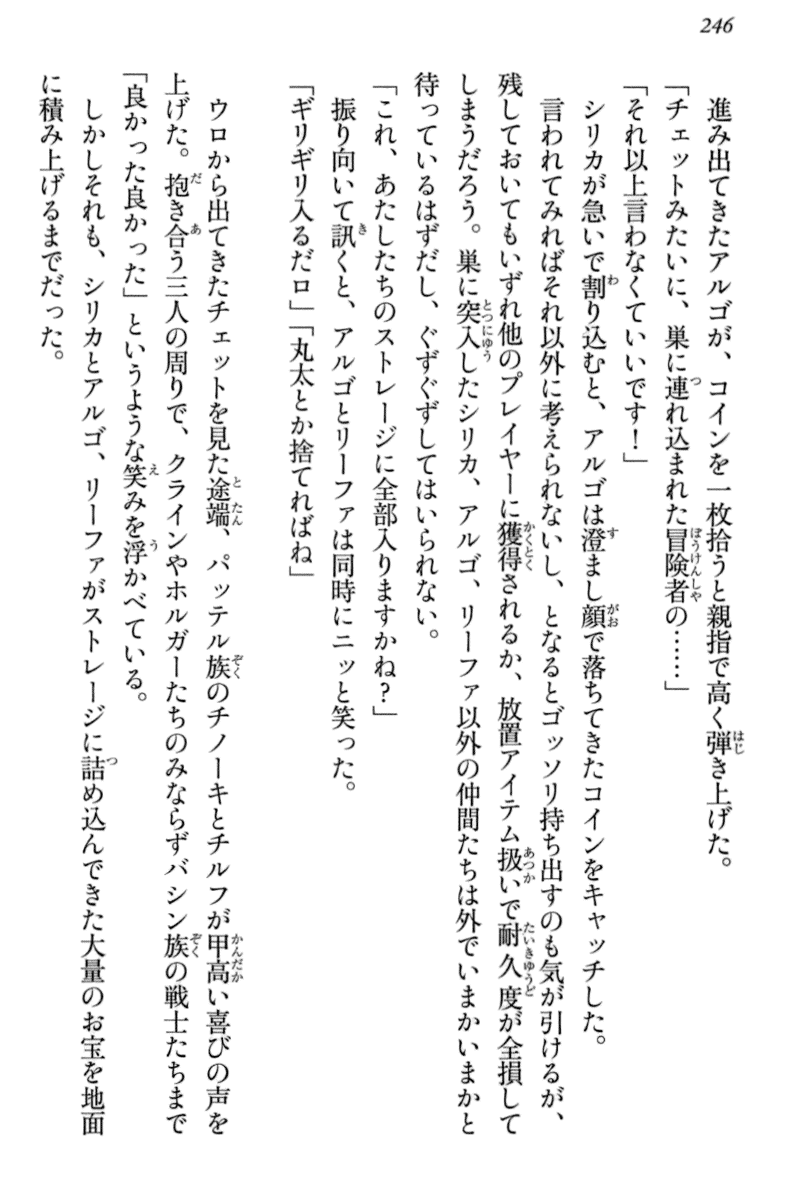 246
進み出てきたアルゴが、コインを一枚拾うと親指で高く弾き上げた。
「チェットみたいに、巣に連れ込まれた冒険者の……」
「それ以上言わなくていいです！」
シリカが急いで割り込むと、アルゴは澄まし顔で落ちてきたコインをキャッチした。
言われてみればそれ以外に考えられないし、となるとゴッソリ持ち出すのも気が引けるが、
残しておいてもいずれ他のプレイヤーに獲得されるか、放置アイテム扱いで耐久度が全損して
しまうだろう。巣に突入したシリカ、アルゴ、リーファ以外の仲間たちは外でいまかいまかと
待っているはずだし、ぐずぐずしてはいられない。
「これ、あたしたちのストレージに全部入りますかね？」
振り向いて訊くと、アルゴとリーファは同時にニッと笑った。
「ギリギリ入るだロ」「丸太とか捨てればね」
ウロから出てきたチェットを見た途端、パッテル族のチノーキとチルフが甲高い喜びの声を
上げた。抱き合う三人の周りで、クラインやホルガーたちのみならずバシン族の戦士たちまで
「良かった良かった」というような笑みを浮かべている。
しかしそれも、シリカとアルゴ、リーファがストレージに詰め込んできた大量のお宝を地面
に積み上げるまでだった。